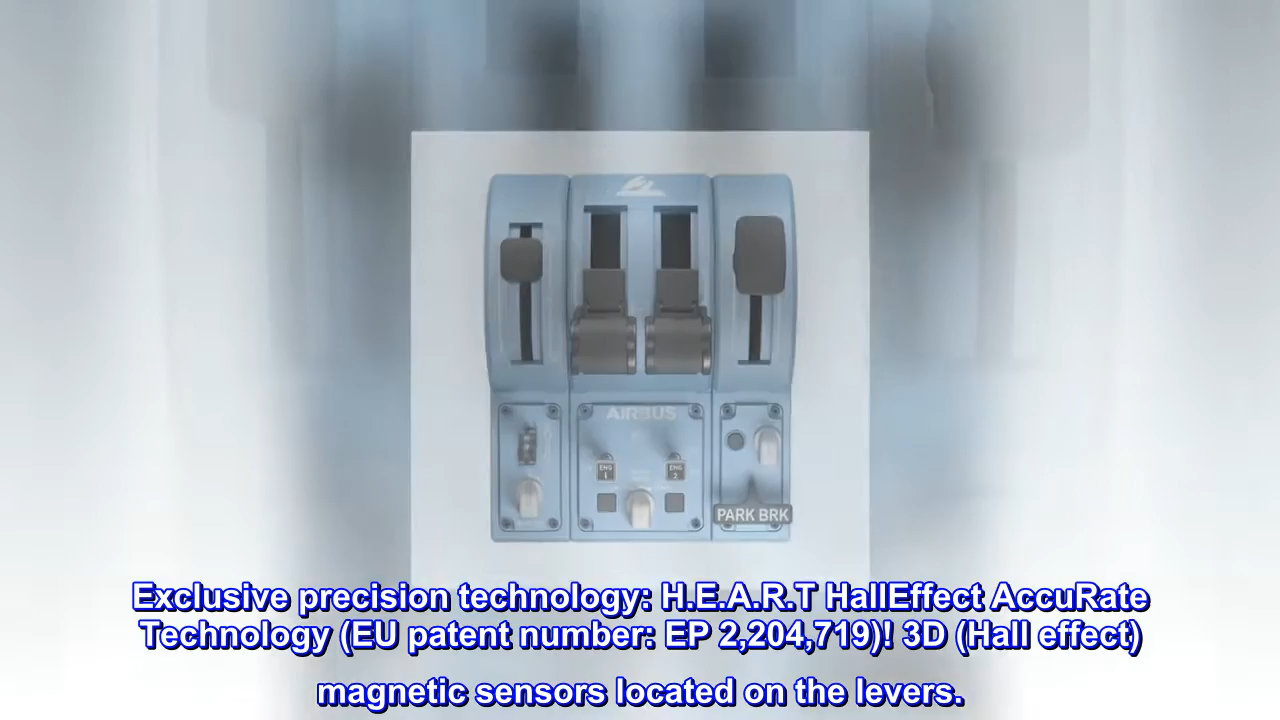 AIRBUS
ENG
1
ENG
2
PARK BRK
Exclusive precision technology: H.E.A.R.T HallEffect AccuRate
Technology (EU patent number: EP 2,204,719)! 3D (Hall effect)
magnetic sensors located on the levers.